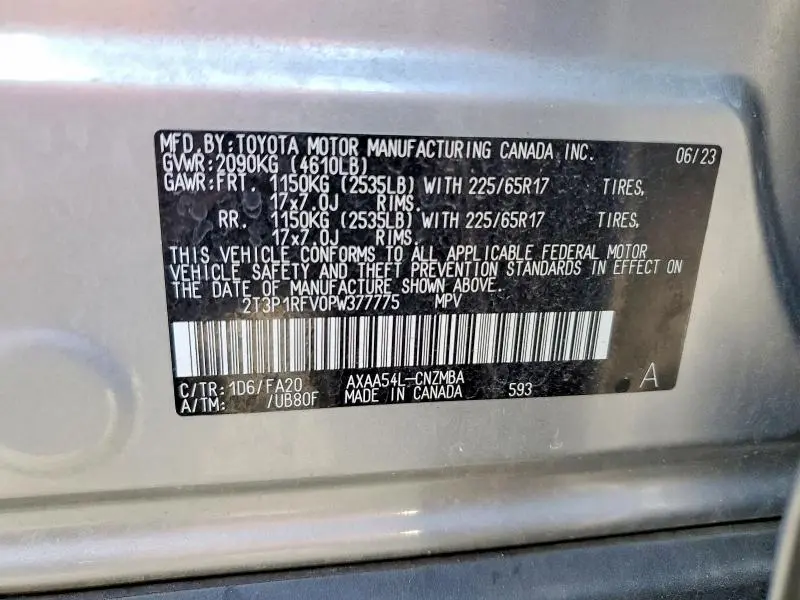 MFD.BY:TOYOTA MOTOR MANUFACTURING CANADA INC. 06/23
GVWR:2090KG (4610LB)
GAWR:FRT. 1150KG (2535LB) WITH 225/65R17 TIRES,
17x7.0J RIMS.
RR. 1150KG (2535LB) WITH 225/65R17 TIRES,
17x7.0J RIMS.
THIS VEHICLE CONFORMS TO ALL APPLICABLE FEDERAL MOTOR
VEHICLE SAFETY AND THEFT PREVENTION STANDARDS IN EFFECT ON
THE DATE OF MANUFACTURE SHOWN ABOVE.
2T3P1RFV0PW377775 MPV
C/TR:1D6/FA20 AXAA54L-CNZMBA
A/TM: /UB80F MADE IN CANADA 593 A